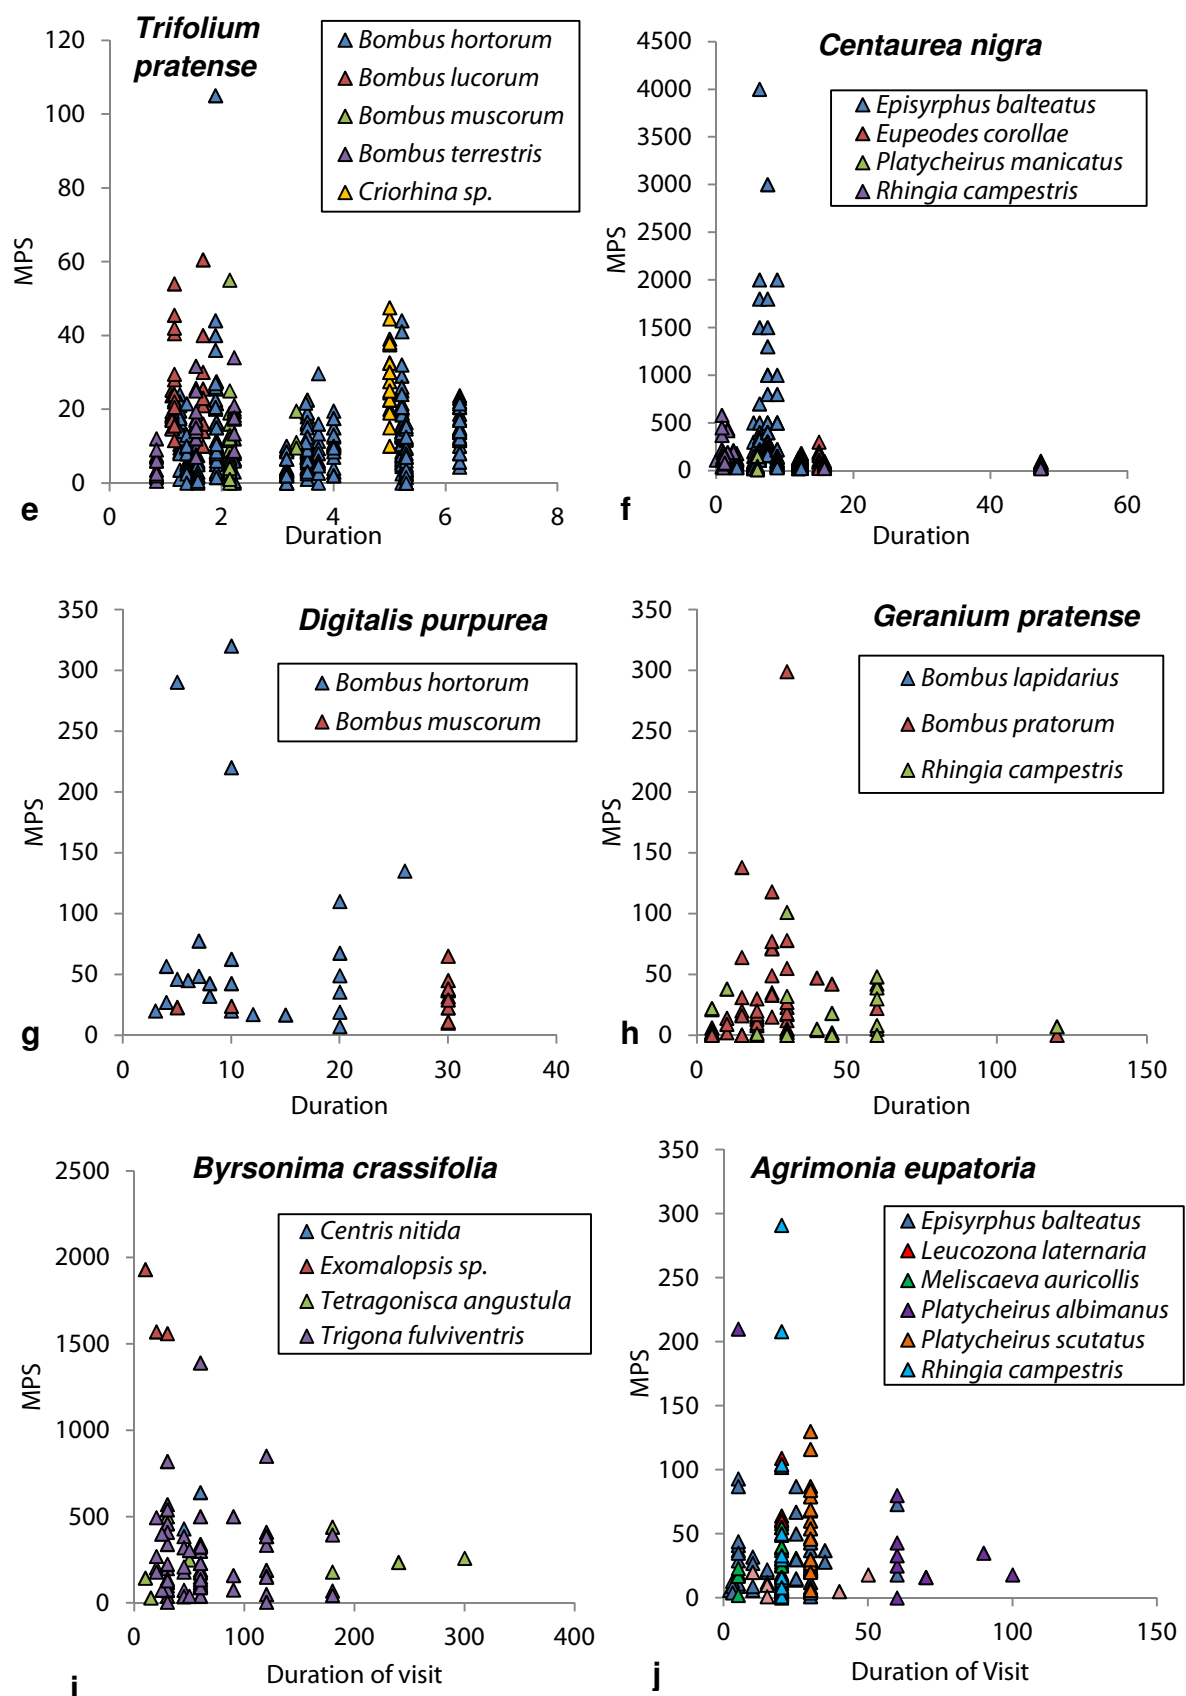 Trifolium
pratense
Bombus hortorum
Bombus lucorum
Bombus muscorum
Bombus terrestris
Criorhina sp.
120
100
80
60
40
20
0
MPS
0 2 4 6 8
Duration
e
Centaurea nigra
Episyrphus balteatus
Eupeodes corollae
Platycheirus manicatus
Rhingia campestris
4500
4000
3500
3000
2500
2000
1500
1000
500
0
MPS
0 20 40 60
Duration
f
Digitalis purpurea
Bombus hortorum
Bombus muscorum
350
300
250
200
150
100
50
0
MPS
0 10 20 30 40
Duration
g
Geranium pratense
Bombus lapidarius
Bombus pratorum
Rhingia campestris
350
300
250
200
150
100
50
0
MPS
0 50 100 150
Duration
h
Byrsonima crassifolia
Centris nitida
Exomalopsis sp.
Tetragonisca angustula
Trigona fulviventris
2500
2000
1500
1000
500
0
MPS
0 100 200 300 400
Duration of visit
i
Agrimonia eupatoria
Episyrphus balteatus
Leucozona laternaria
Meliscaeva auricollis
Platycheirus albimanus
Platycheirus scutatus
Rhingia campestris
350
300
250
200
150
100
50
0
MPS
0 50 100 150
Duration of Visit
j